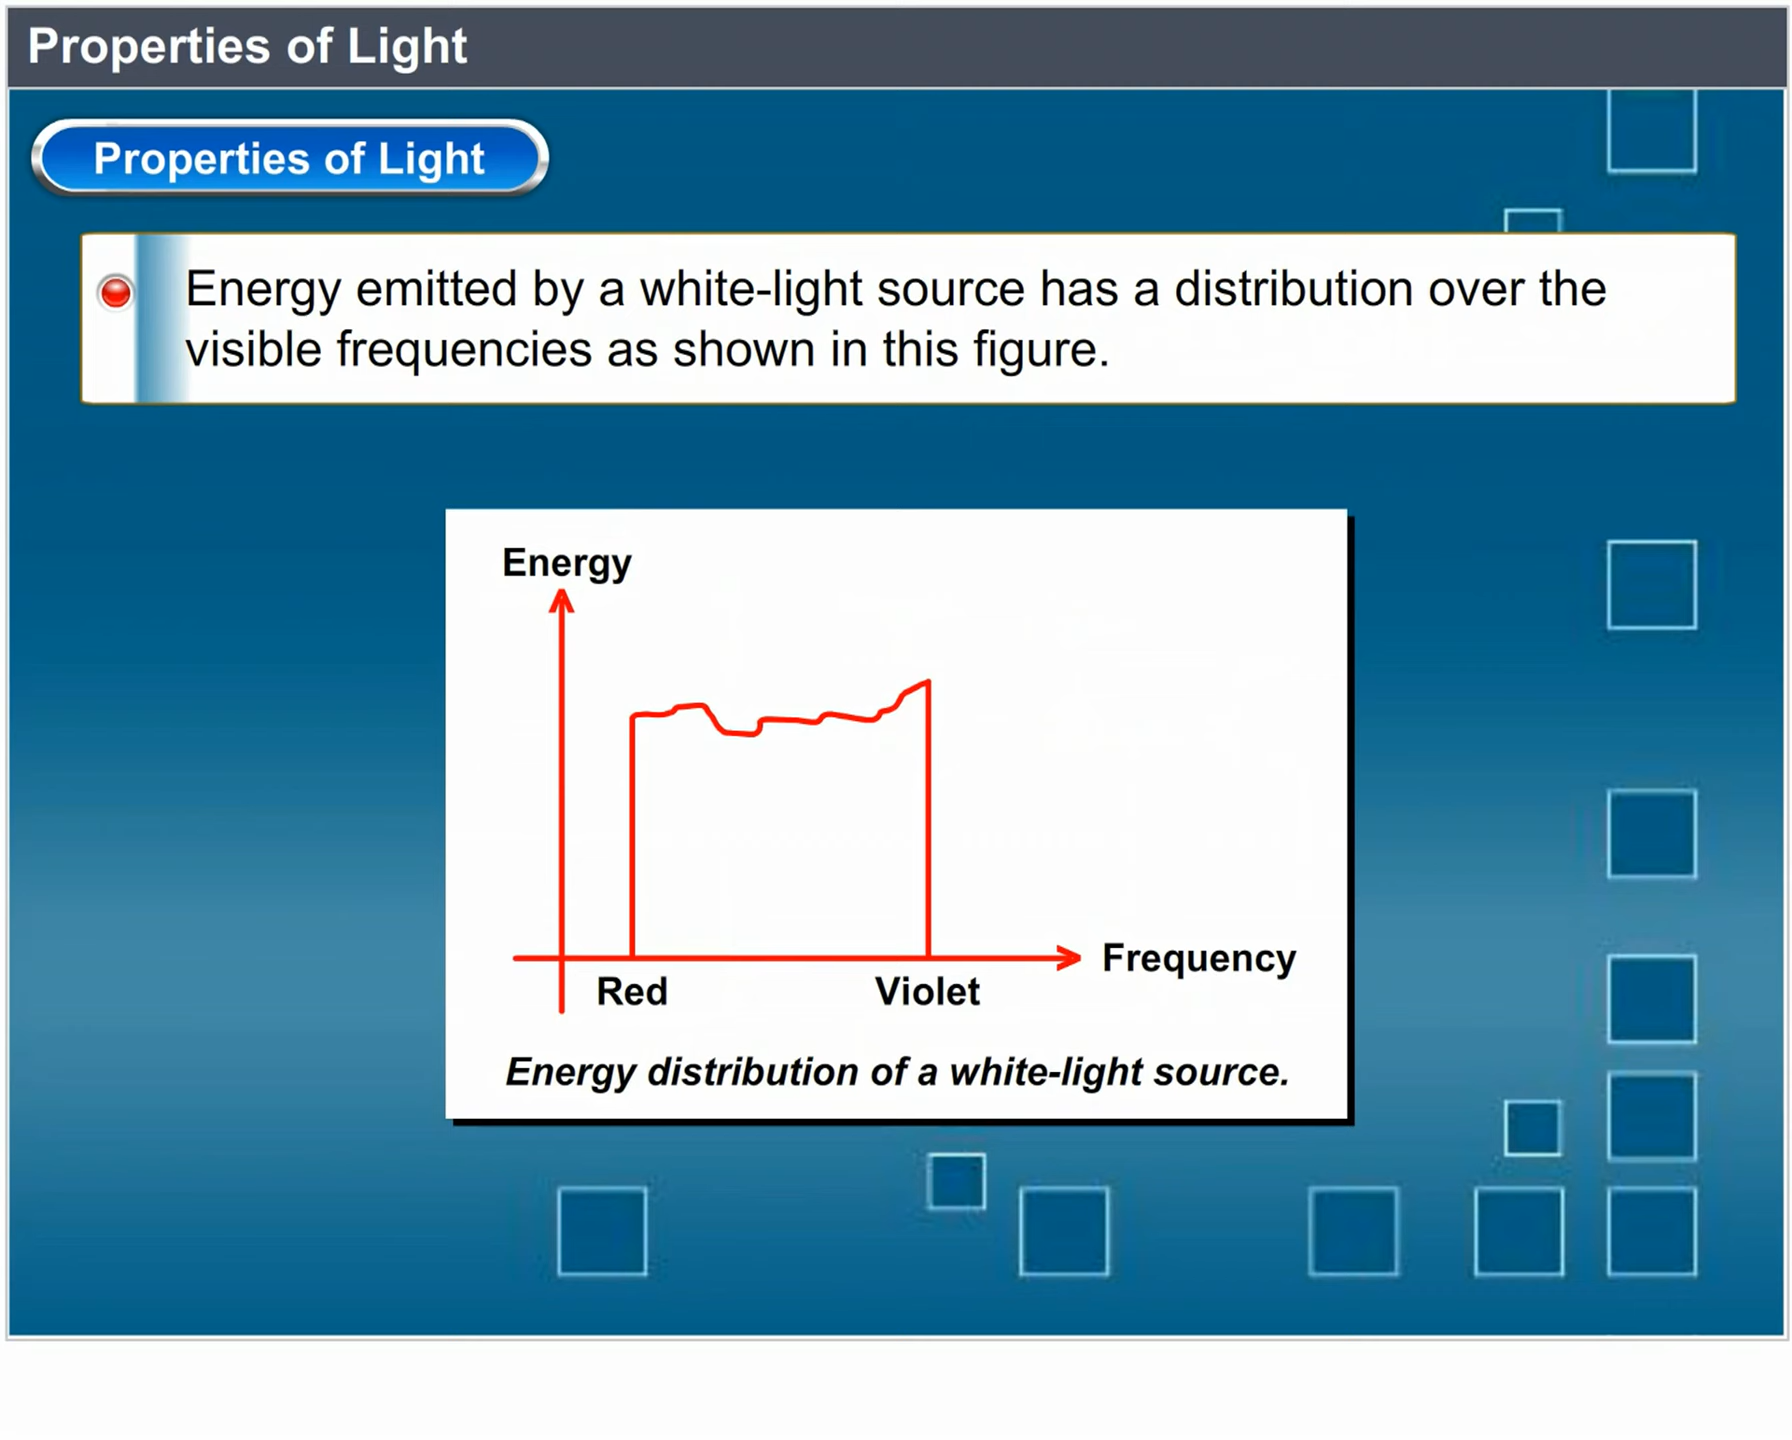 Properties of Light
Properties of Light
Energy emitted by a white-light source has a distribution over the
visible frequencies as shown in this figure.
Energy
Frequency
Red Violet
Energy distribution of a white-light source.